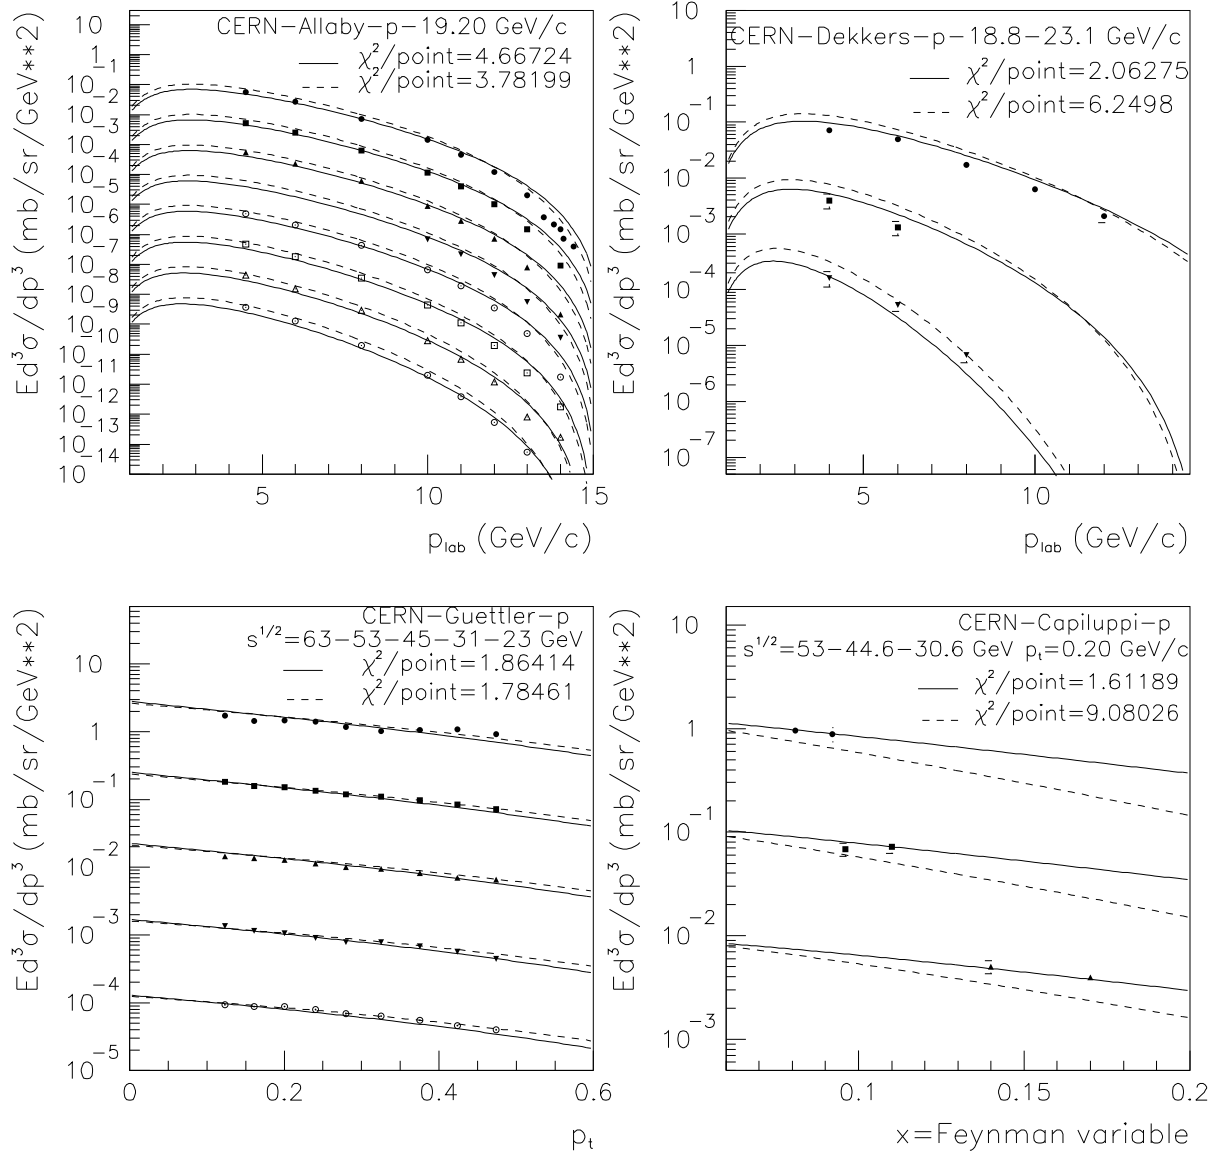 CERN-Allaby-p-19.20 GeV/c
χ²/point=4.66724
χ²/point=3.78199
Ed³σ/dp³ (mb/sr/GeV**2)
10
1
10⁻¹
10⁻²
10⁻³
10⁻⁴
10⁻⁵
10⁻⁶
10⁻⁷
10⁻⁸
10⁻⁹
10⁻¹⁰
10⁻¹¹
10⁻¹²
10⁻¹³
10⁻¹⁴
5 10 15
p_lab (GeV/c)
CERN-Dekkers-p-18.8-23.1 GeV/c
χ²/point=2.06275
χ²/point=6.2498
Ed³σ/dp³ (mb/sr/GeV**2)
10
1
10⁻¹
10⁻²
10⁻³
10⁻⁴
10⁻⁵
10⁻⁶
10⁻⁷
5 10
p_lab (GeV/c)
CERN-Guettler-p
s^1/2=63-53-45-31-23 GeV
χ²/point=1.86414
χ²/point=1.78461
Ed³σ/dp³ (mb/sr/GeV**2)
10
1
10⁻¹
10⁻²
10⁻³
10⁻⁴
10⁻⁵
0 0.2 0.4 0.6
p_t
CERN-Capiluppi-p
s^1/2=53-44.6-30.6 GeV p_t=0.20 GeV/c
χ²/point=1.61189
χ²/point=9.08026
Ed³σ/dp³ (mb/sr/GeV**2)
10
1
10⁻¹
10⁻²
10⁻³
0.1 0.15 0.2
x=Feynman variable